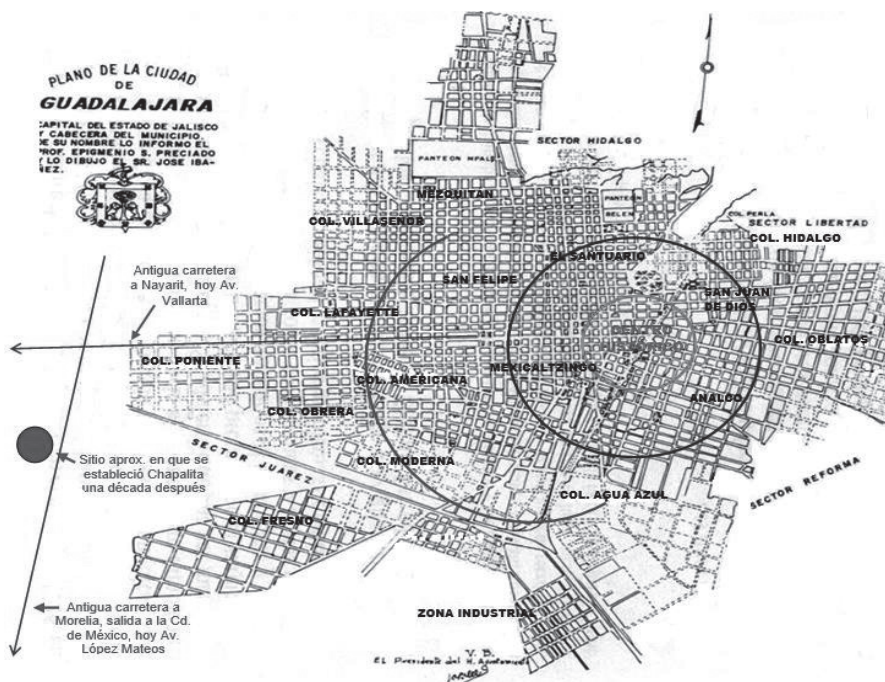 PLANO DE LA CIUDAD
DE
GUADALAJARA
CAPITAL DEL ESTADO DE JALISCO
Y CABECERA DEL MUNICIPIO.
DE SU NOMBRE LO INFORMO EL
PROF. EPIGMENIO S. PRECIADO
Y LO DIBUJO EL SR. JOSE IBA-
ÑEZ.
SECTOR HIDALGO
PANTEON MPAL
MEZQUITAN
PANTEON
BELEN
COL. PERLA
SECTOR LIBERTAD
COL. VILLASEÑOR
COL. HIDALGO
EL SANTUARIO
Antigua carretera
a Nayarit, hoy Av.
Vallarta
SAN FELIPE
SAN JUAN
DE DIOS
COL. LAFAYETTE
CENTRO
HISTORICO
COL. OBLATOS
COL. PONIENTE
MEXICALTZINGO
COL. AMERICANA
ANALCO
COL. OBRERA
SECTOR JUAREZ
COL. MODERNA
Sitio aprox. en que se
estableció Chapalita
una década después
COL. AGUA AZUL
SECTOR REFORMA
COL. FRESNO
Antigua carretera a
Morelia, salida a la Cd.
de México, hoy Av.
López Mateos
ZONA INDUSTRIAL
V. B.
El Presidente del H. Ayuntamiento